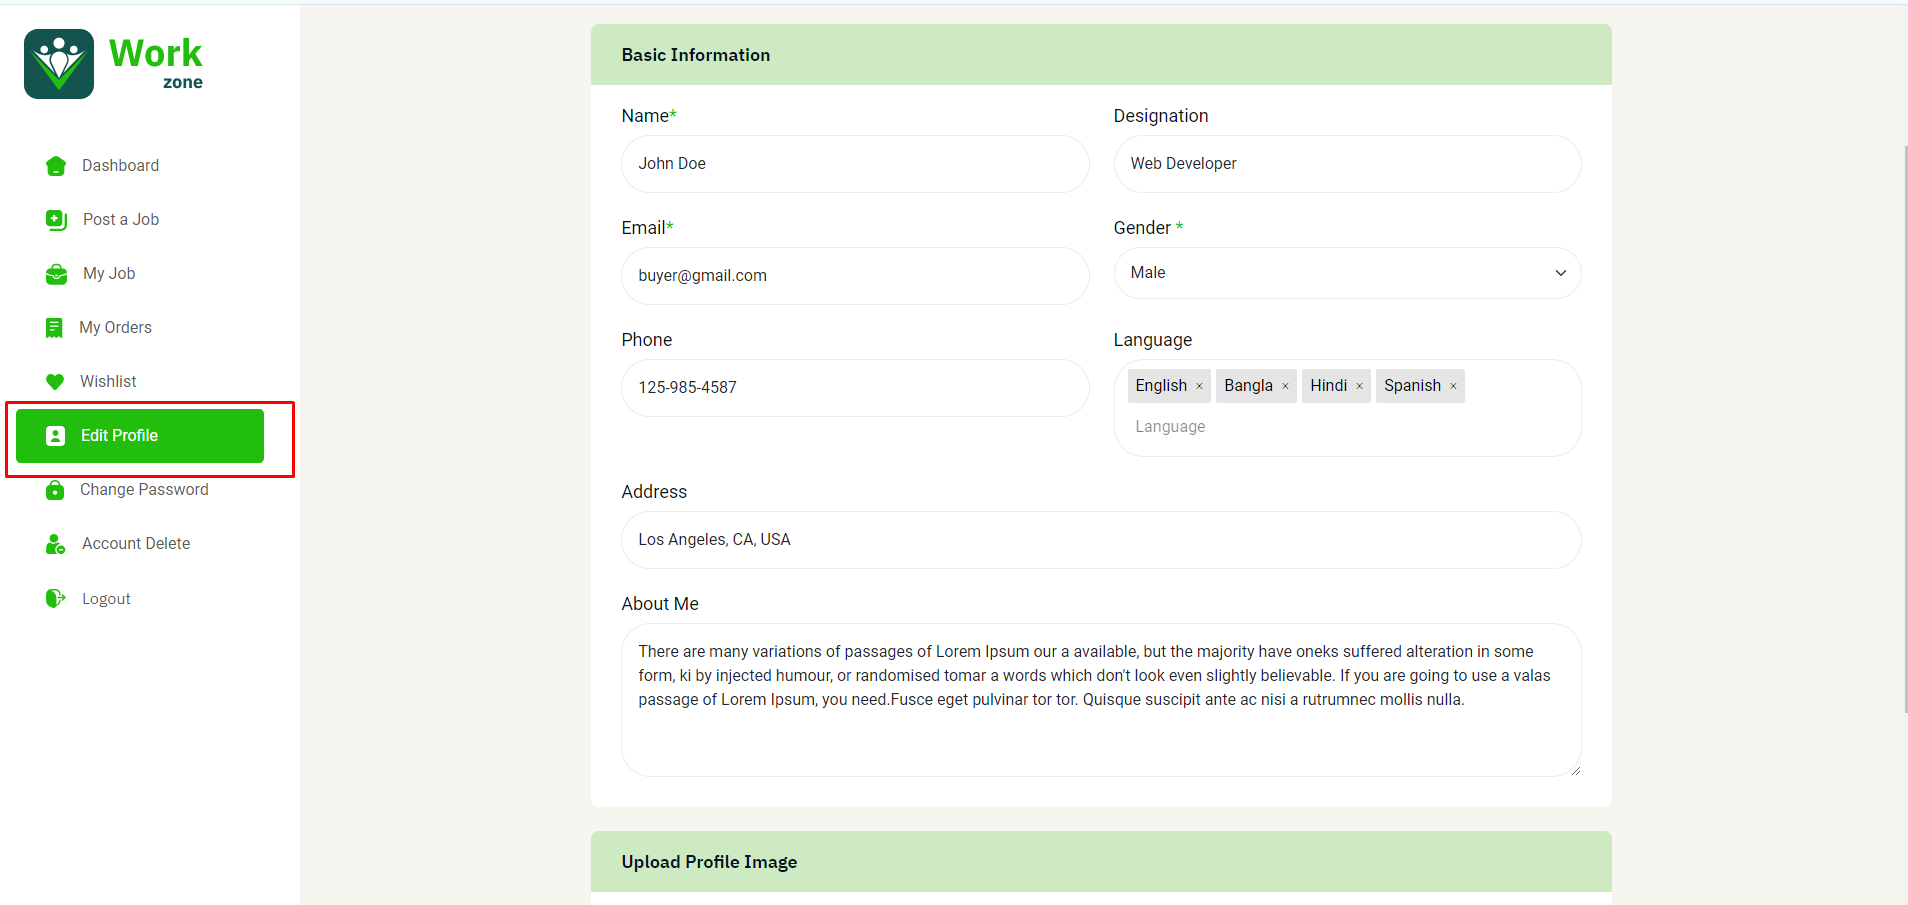 Work
zone
Dashboard
Post a Job
My Job
My Orders
Wishlist
Edit Profile
Change Password
Account Delete
Logout
Basic Information
Name*
John Doe
Designation
Web Developer
Email*
buyer@gmail.com
Gender *
Male
Phone
125-985-4587
Language
English × Bangla × Hindi × Spanish ×
Language
Address
Los Angeles, CA, USA
About Me
There are many variations of passages of Lorem Ipsum our a available, but the majority have oneks suffered alteration in some
form, ki by injected humour, or randomised tomar a words which don't look even slightly believable. If you are going to use a valas
passage of Lorem Ipsum, you need.Fusce eget pulvinar tor tor. Quisque suscipit ante ac nisi a rutrumnec mollis nulla.
Upload Profile Image